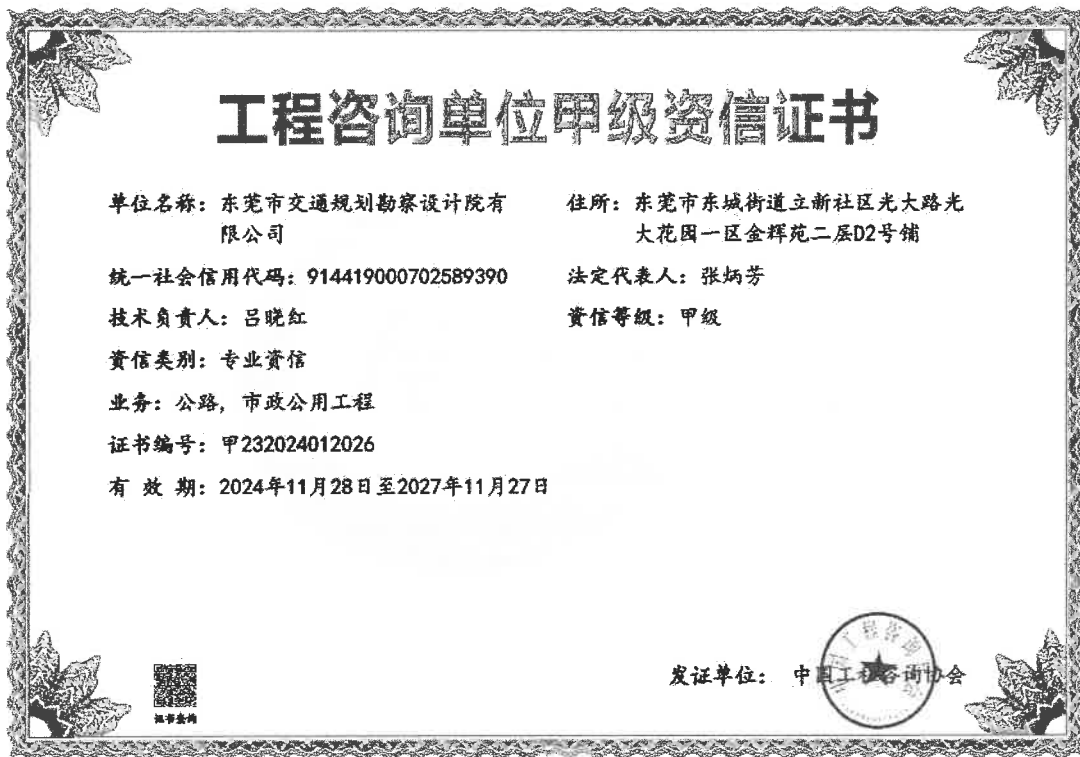 工程咨询单位甲级资信证书
单位名称：东莞市交通规划勘察设计院有
限公司
住所：东莞市东城街道立新社区光大路光
大花园一区金辉苑二层D2号铺
统一社会信用代码：914419000702589390
法定代表人：张炳芳
技术负责人：吕晓红
资信等级：甲级
资信类别：专业资信
业务：公路，市政公用工程
证书编号：甲232024012026
有 效 期：2024年11月28日至2027年11月27日
证书查询
发证单位：中国工程咨询协会